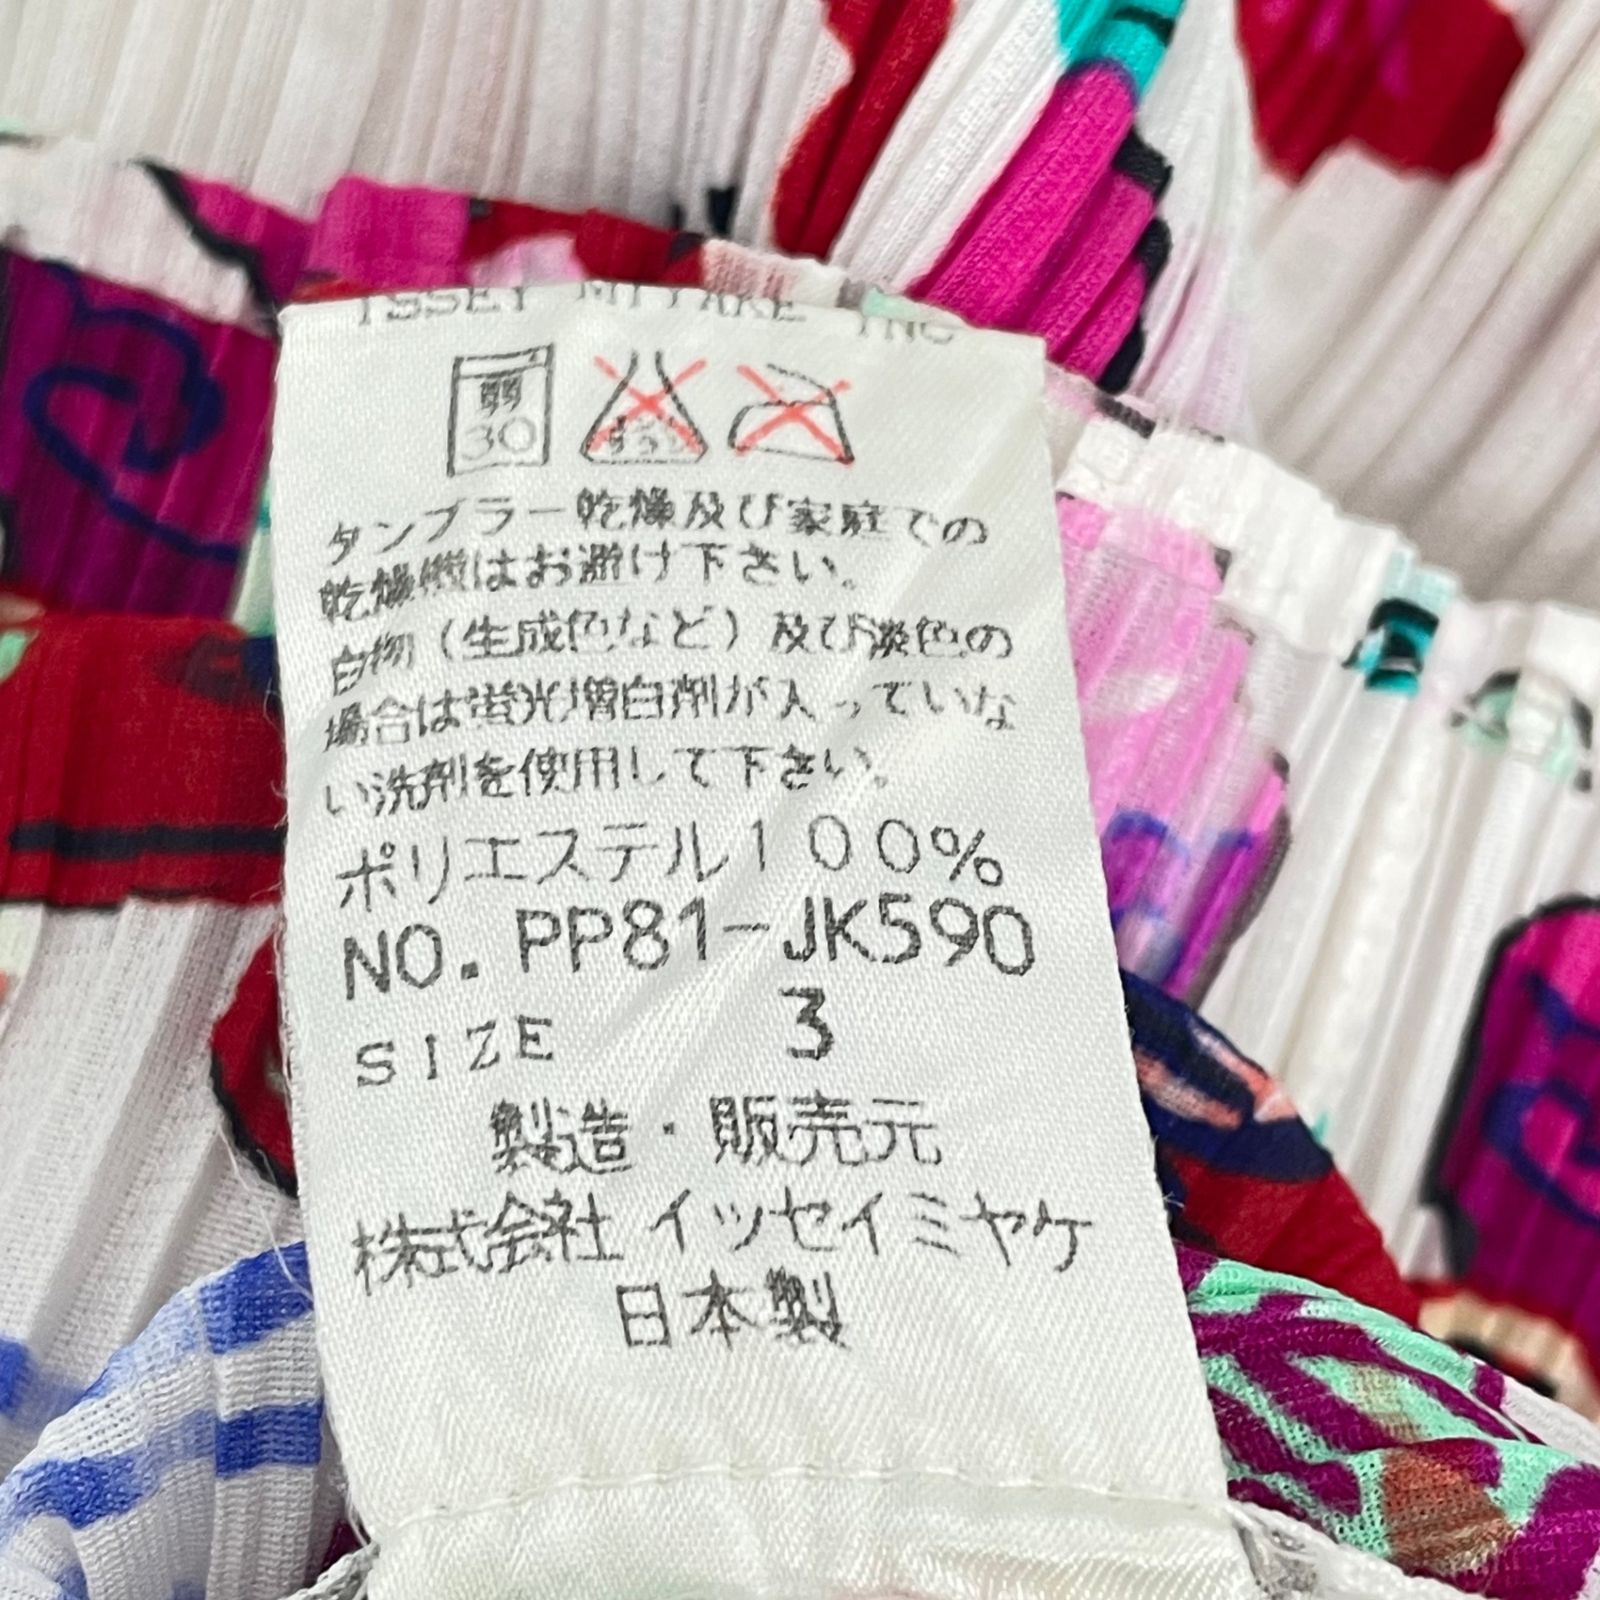 ISSEY MIYAKE INC
弱
30
タンブラー乾燥及び家庭での
乾燥機はお避け下さい。
白物（生成色など）及び淡色の
場合は蛍光増白剤が入っていな
い洗剤を使用して下さい。
ポリエステル100%
NO. PP81-JK590
SIZE 3
製造・販売元
株式会社 イッセイミヤケ
日本製